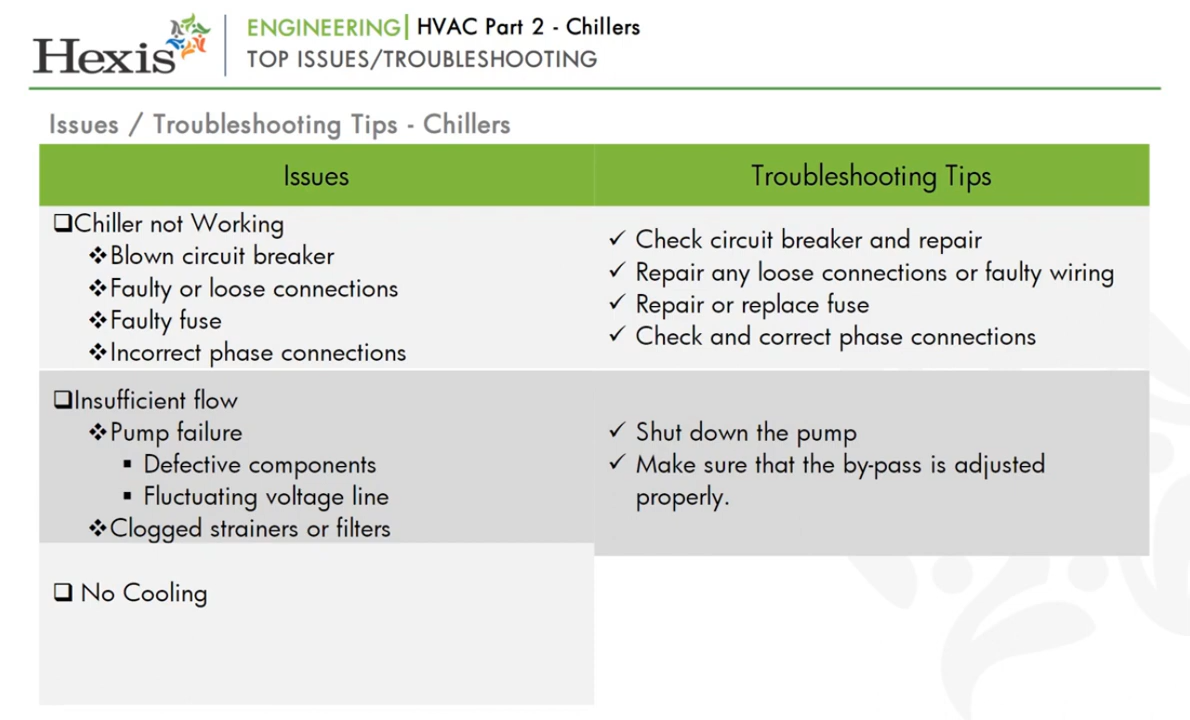 Hexis
ENGINEERING| HVAC Part 2 - Chillers
TOP ISSUES/TROUBLESHOOTING
Issues / Troubleshooting Tips - Chillers
Issues
Troubleshooting Tips
❑Chiller not Working
❖Blown circuit breaker
❖Faulty or loose connections
❖Faulty fuse
❖Incorrect phase connections
✓ Check circuit breaker and repair
✓ Repair any loose connections or faulty wiring
✓ Repair or replace fuse
✓ Check and correct phase connections
❑Insufficient flow
❖Pump failure
▪ Defective components
▪ Fluctuating voltage line
❖Clogged strainers or filters
✓ Shut down the pump
✓ Make sure that the by-pass is adjusted
properly.
❑ No Cooling